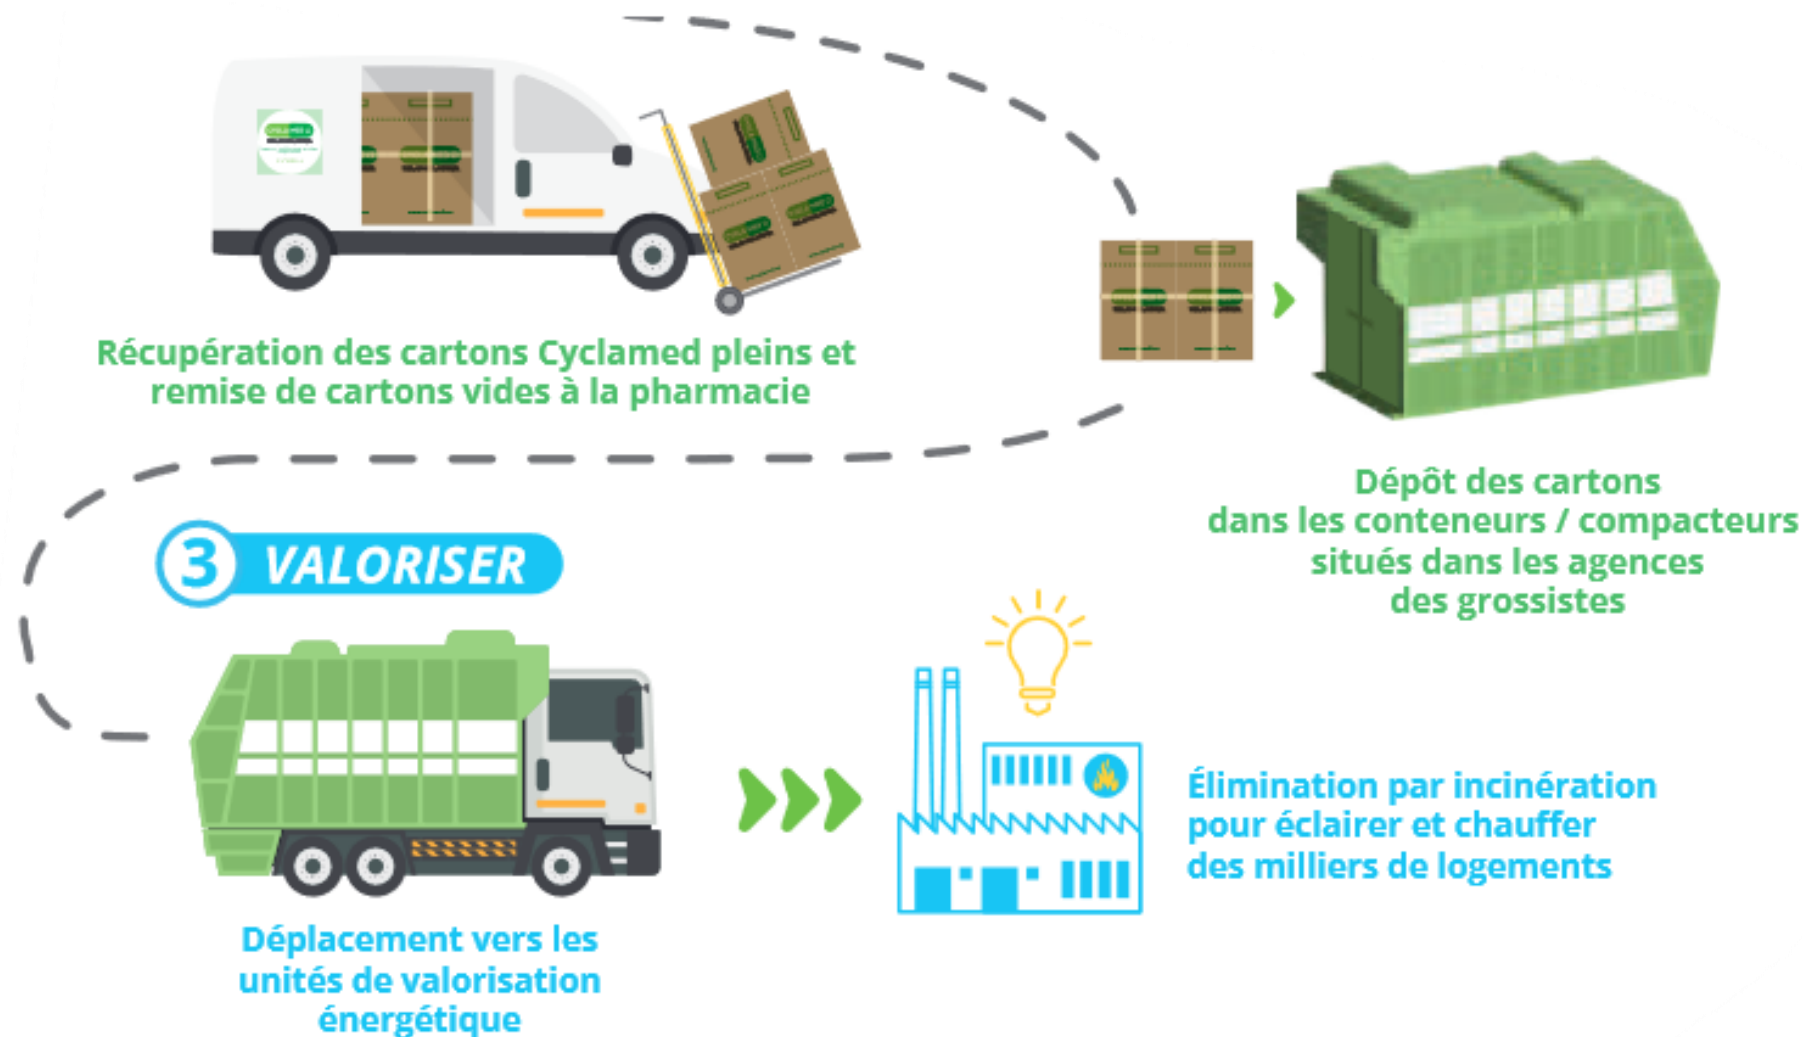 Récupération des cartons Cyclamed pleins et
remise de cartons vides à la pharmacie
Dépôt des cartons
dans les conteneurs / compacteurs
situés dans les agences
des grossistes
3 VALORISER
Élimination par incinération
pour éclairer et chauffer
des milliers de logements
Déplacement vers les
unités de valorisation
énergétique